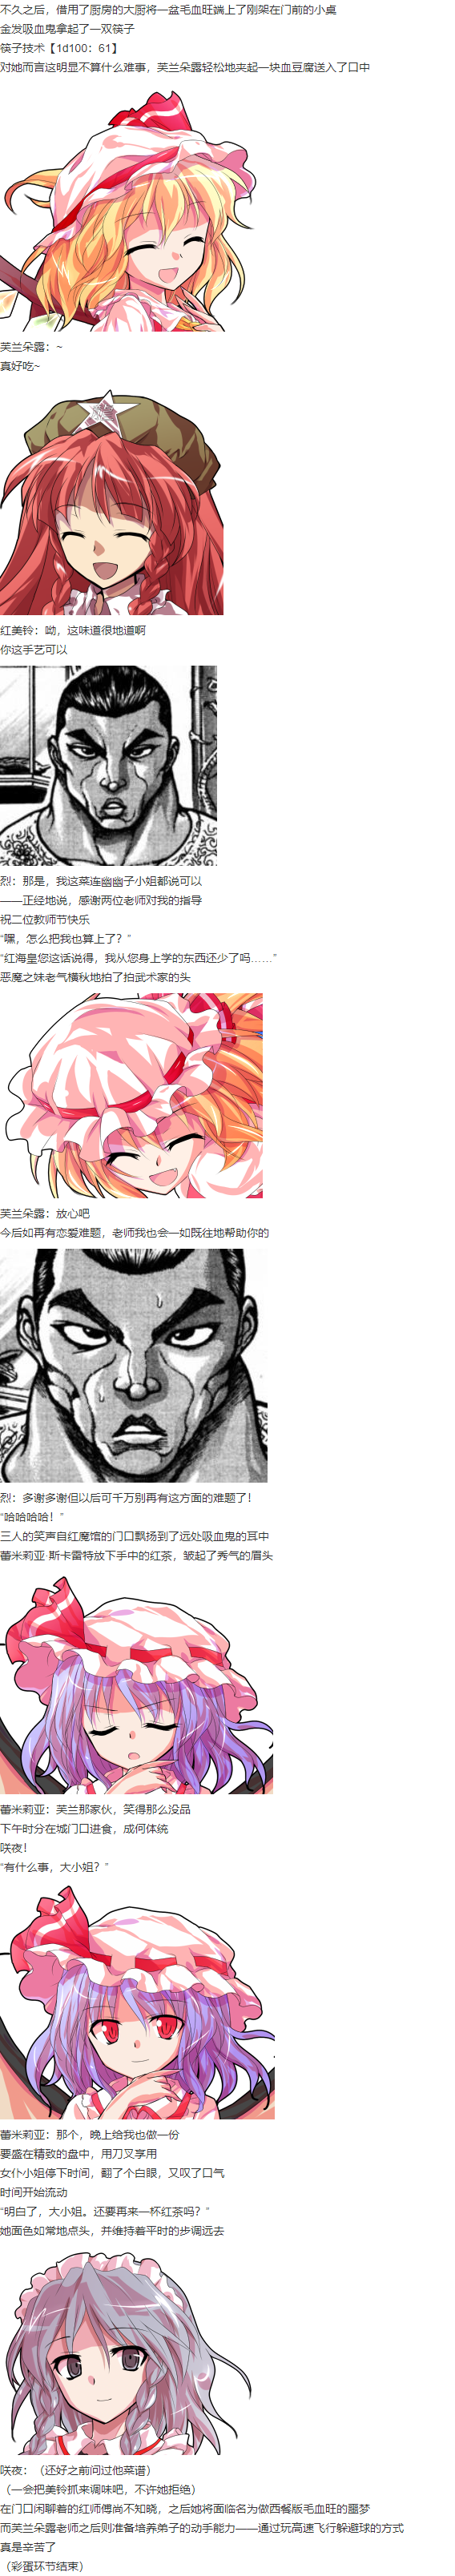 不久之后，借用了厨房的大厨将一盆毛血旺端上了刚架在门前的小桌
金发吸血鬼拿起了一双筷子
筷子技术【1d100：61】
对她而言这明显不算什么难事，芙兰朵露轻松地夹起一块血豆腐送入了口中
芙兰朵露：~
真好吃~
红美铃：呦，这味道很地道啊
你这手艺可以
烈：那是，我这菜连幽幽子小姐都说可以
——正经地说，感谢两位老师对我的指导
祝二位教师节快乐
“嘿，怎么把我也算上了？”
“红海皇您这话说得，我从您身上学的东西还少了吗……”
恶魔之妹老气横秋地拍了拍武术家的头
芙兰朵露：放心吧
今后如再有恋爱难题，老师我也会一如既往地帮助你的
烈：多谢多谢但以后可千万别再有这方面的难题了！
“哈哈哈哈！”
三人的笑声自红魔馆的门口飘扬到了远处吸血鬼的耳中
蕾米莉亚·斯卡雷特放下手中的红茶，皱起了秀气的眉头
蕾米莉亚：芙兰那家伙，笑得那么没品
下午时分在城门口进食，成何体统
咲夜！
“有什么事，大小姐？”
蕾米莉亚：那个，晚上给我也做一份
要盛在精致的盘中，用刀叉享用
女仆小姐停下时间，翻了个白眼，又叹了口气
时间开始流动
“明白了，大小姐。还要再来一杯红茶吗？”
她面色如常地点头，并维持着平时的步调远去
咲夜：（还好之前问过他菜谱）
（一会把美铃抓来调味吧，不许她拒绝）
在门口闲聊着的红师傅尚不知晓，之后她将面临名为做西餐版毛血旺的噩梦
而芙兰朵露老师之后则准备培养弟子的动手能力——通过玩高速飞行躲避球的方式
真是辛苦了
（彩蛋环节结束）